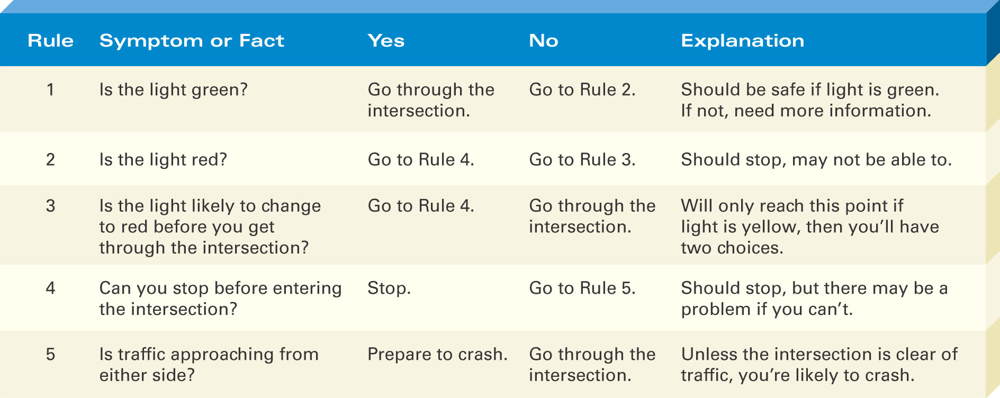 Rule Symptom or Fact Yes No Explanation
1 Is the light green? Go through the Go to Rule 2. Should be safe if light is green.
intersection. If not, need more information.
2 Is the light red? Go to Rule 4. Go to Rule 3. Should stop, may not be able to.
3 Is the light likely to change Go to Rule 4. Go through the Will only reach this point if
to red before you get intersection. light is yellow, then you’ll have
through the intersection? two choices.
4 Can you stop before entering Stop. Go to Rule 5. Should stop, but there may be a
the intersection? problem if you can’t.
5 Is traffic approaching from Prepare to crash. Go through the Unless the intersection is clear of
either side? intersection. traffic, you’re likely to crash.